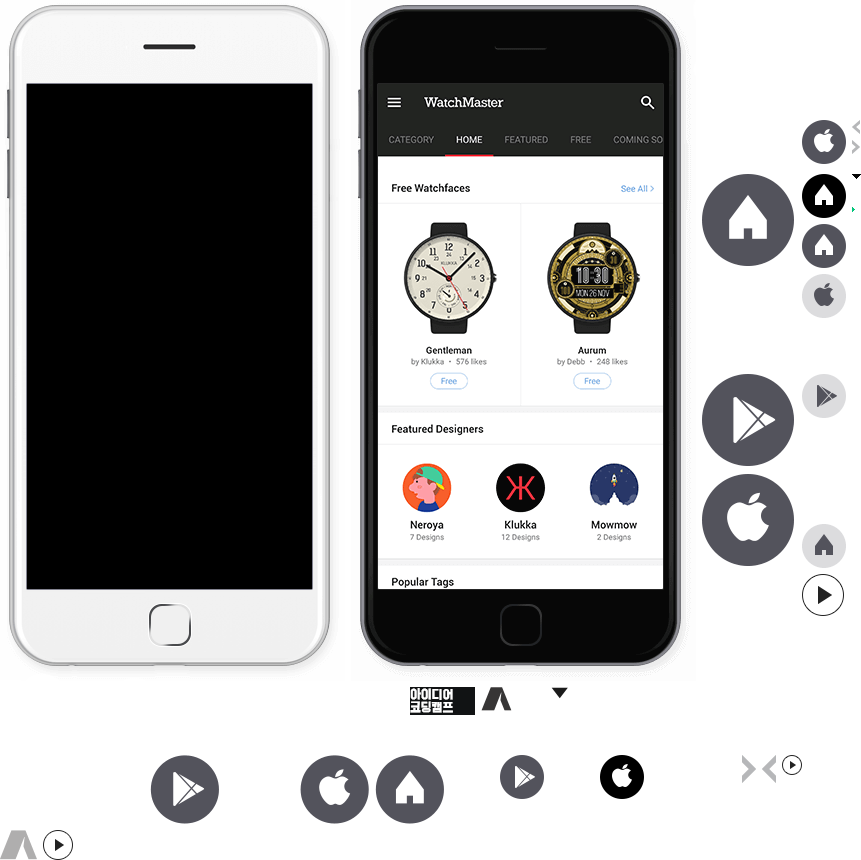 WatchMaster
CATEGORY HOME FEATURED FREE COMING SO
Free Watchfaces See All >
KLUKKA
10:30
MON 26 NOV
Gentleman Aurum
by Klukka • 576 likes by Debb • 248 likes
Free Free
Featured Designers
Neroya Klukka Mowmow
7 Designs 12 Designs 2 Designs
Popular Tags
아이디어
코딩캠프